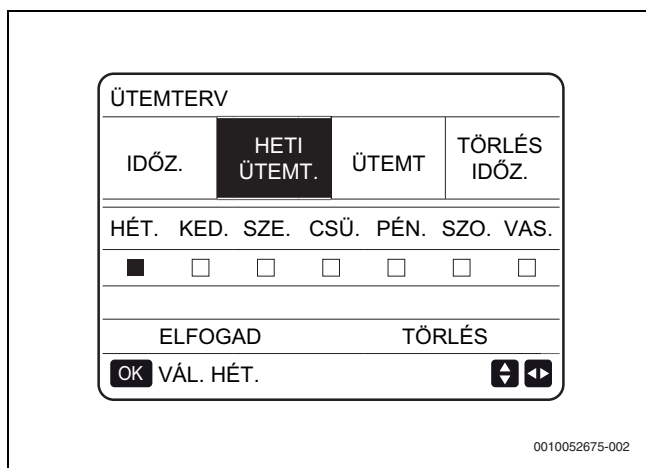 ÜTEMTERV
IDŐZ. HETI ÜTEMT. ÜTEMT TÖRLÉS IDŐZ.
HÉT. KED. SZE. CSÜ. PÉN. SZO. VAS.
ELFOGAD TÖRLÉS
OK VÁL. HÉT.
0010052675-002